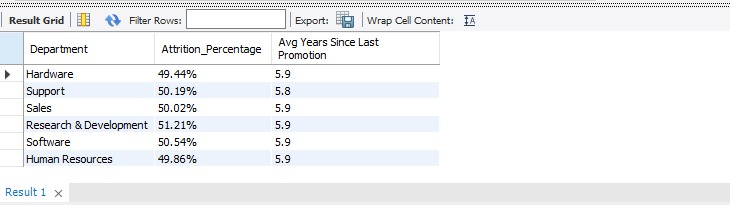 Result Grid Filter Rows: Export: Wrap Cell Content: IA
Department Attrition_Percentage Avg Years Since Last Promotion
Hardware 49.44% 5.9
Support 50.19% 5.8
Sales 50.02% 5.9
Research & Development 51.21% 5.9
Software 50.54% 5.9
Human Resources 49.86% 5.9
Result 1